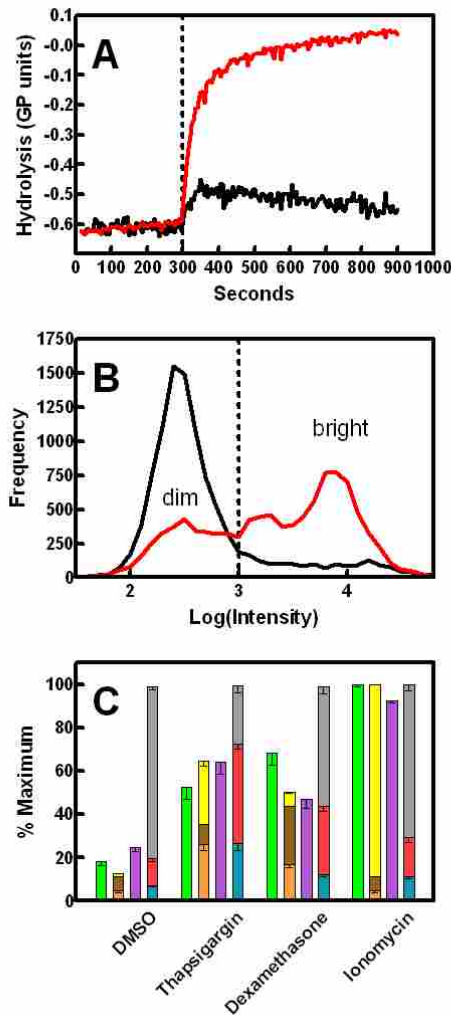 A
Hydrolysis (GP units)
0.1
-0.0
-0.1
-0.2
-0.3
-0.4
-0.5
-0.6
0 100 200 300 400 500 600 700 800 900 1000
Seconds
B
Frequency
1750
1500
1250
1000
750
500
250
0
dim
bright
2 3 4
Log(Intensity)
C
% Maximum
100
80
60
40
20
0
DMSO
Thapsigargin
Dexamethasone
Ionomycin